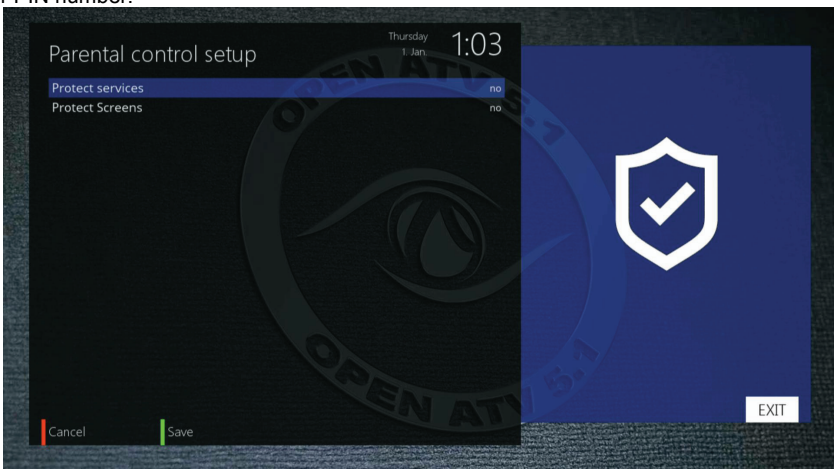 PIN number.
Parental control setup
Thursday
1. Jan.
1:03
Protect services no
Protect Screens no
OPEN ATV 5.1
OPEN ATV 5.1
EXIT
Cancel Save